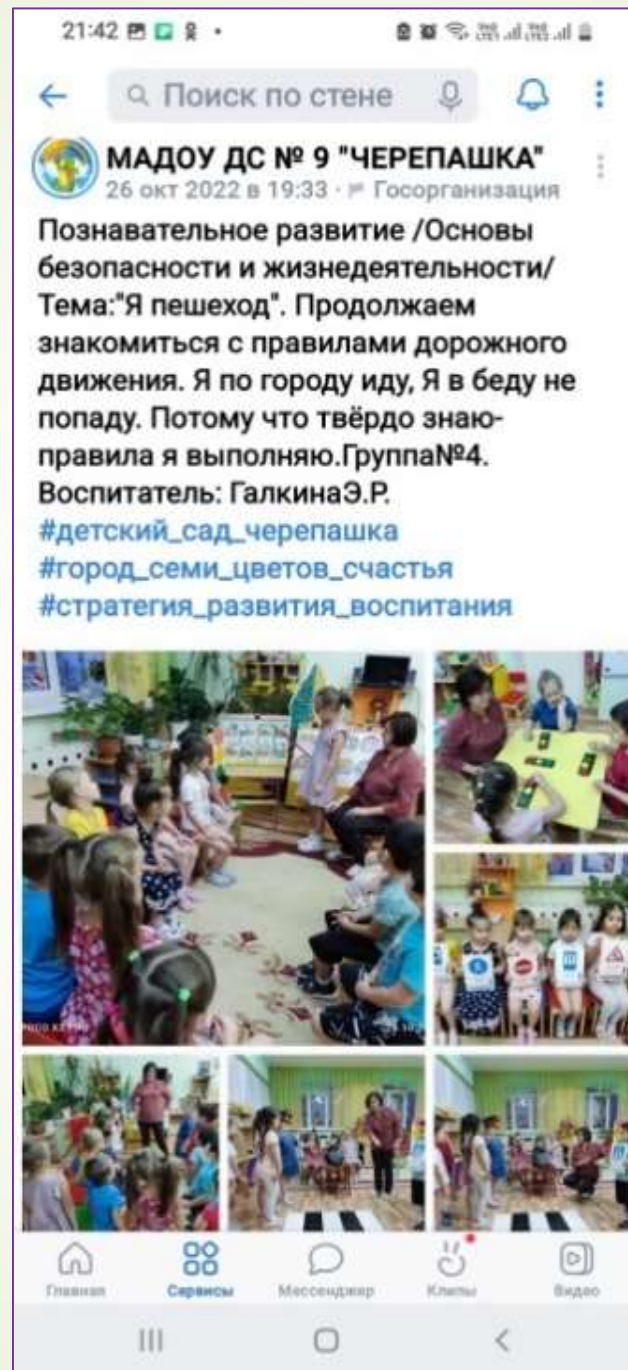 21:42
Поиск по стене
МАДОУ ДС № 9 "ЧЕРЕПАШКА"
26 окт 2022 в 19:33 · Госорганизация
Познавательное развитие /Основы
безопасности и жизнедеятельности/
Тема:"Я пешеход". Продолжаем
знакомиться с правилами дорожного
движения. Я по городу иду, Я в беду не
попаду. Потому что твёрдо знаю-
правила я выполняю.Группа№4.
Воспитатель: ГалкинаЭ.Р.
#детский_сад_черепашка
#город_семи_цветов_счастья
#стратегия_развития_воспитания
Главная
Сервисы
Мессенджер
Клипы
Видео